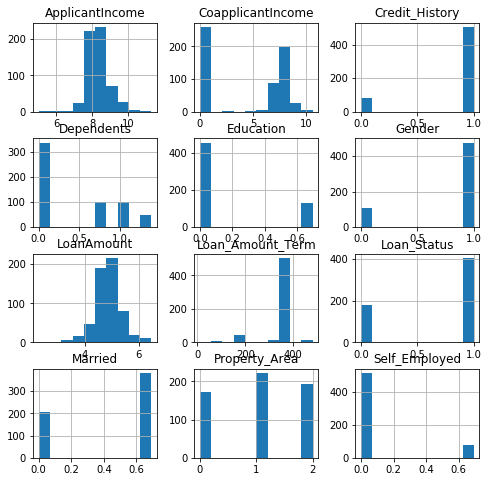 ApplicantIncome CoapplicantIncome Credit_History
200
100
0
6 8 10
200
100
0
0 5 10
400
200
0
0.0 0.5 1.0
Dependents Education Gender
300
200
100
0
0.0 0.5 1.0
400
200
0
0.0 0.2 0.4 0.6
400
200
0
0.0 0.5 1.0
LoanAmount Loan_Amount_Term Loan_Status
200
100
0
4 6
400
200
0
0 200 400
400
200
0
0.0 0.5 1.0
Married Property_Area Self_Employed
300
200
100
0
0.0 0.2 0.4 0.6
200
100
0
0 1 2
400
200
0
0.0 0.2 0.4 0.6